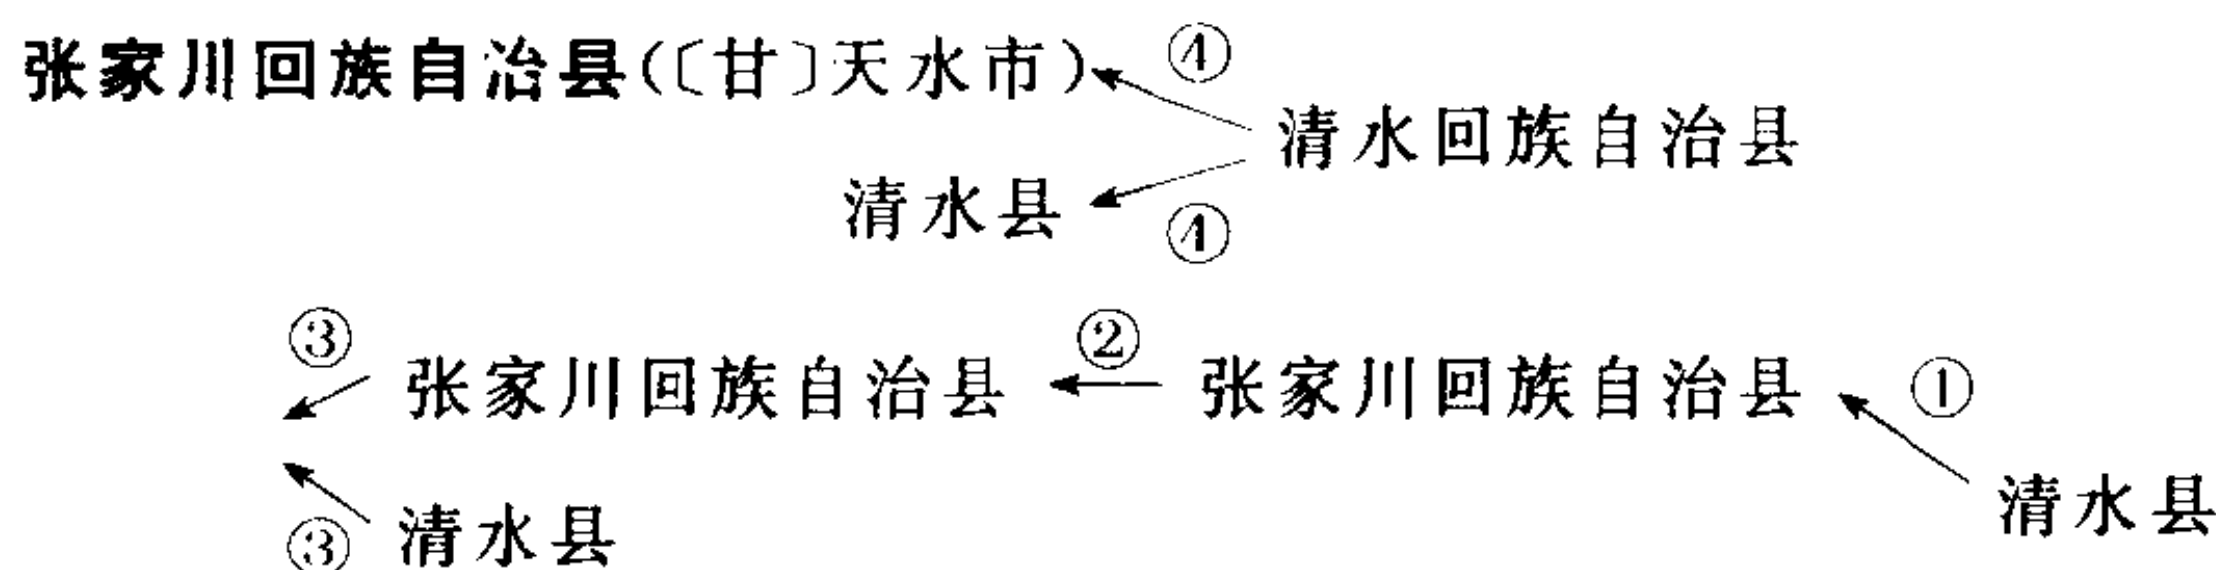 张家川回族自治县(〔甘〕天水市) ④
清水回族自治县
清水县 ④
③ 张家川回族自治县 ② 张家川回族自治县 ①
清水县
③ 清水县